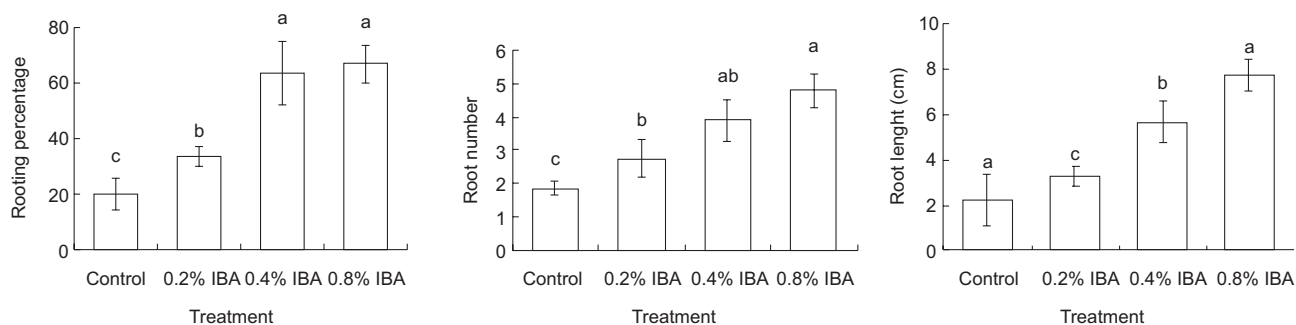 Rooting percentage
80
60
40
20
0
c
b
a
a
Control
0.2% IBA
0.4% IBA
0.8% IBA
Treatment
Root number
6
5
4
3
2
1
0
c
b
ab
a
Control
0.2% IBA
0.4% IBA
0.8% IBA
Treatment
Root lenght (cm)
10
8
6
4
2
0
a
c
b
a
Control
0.2% IBA
0.4% IBA
0.8% IBA
Treatment